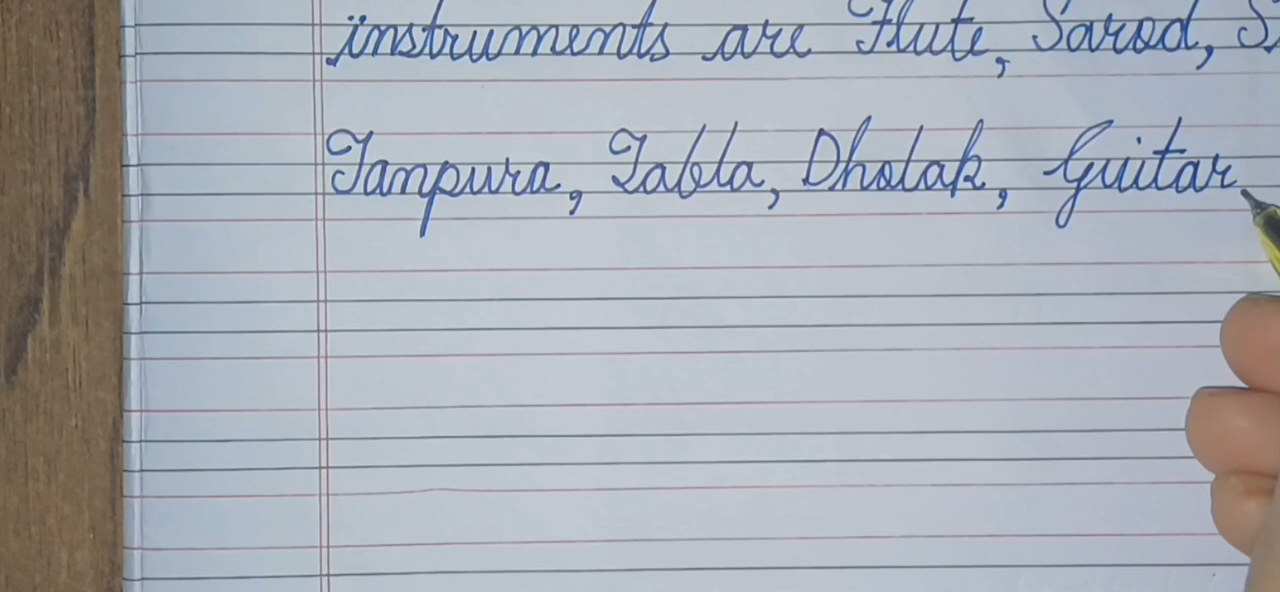 instruments are Flute, Sarod,
Tanpura, Tabla, Dholak, Guitar